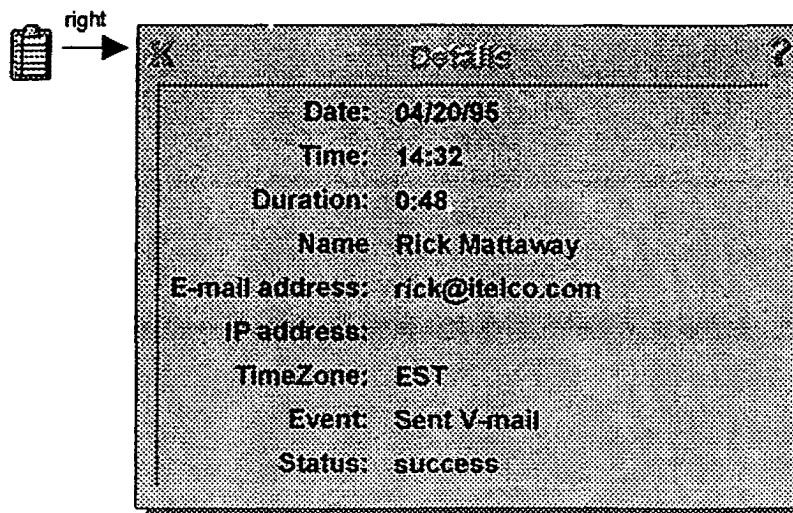 right
X Details ?
Date: 04/20/95
Time: 14:32
Duration: 0:48
Name Rick Mattaway
E-mail address: rick@itelco.com
IP address:
TimeZone: EST
Event: Sent V-mail
Status: success